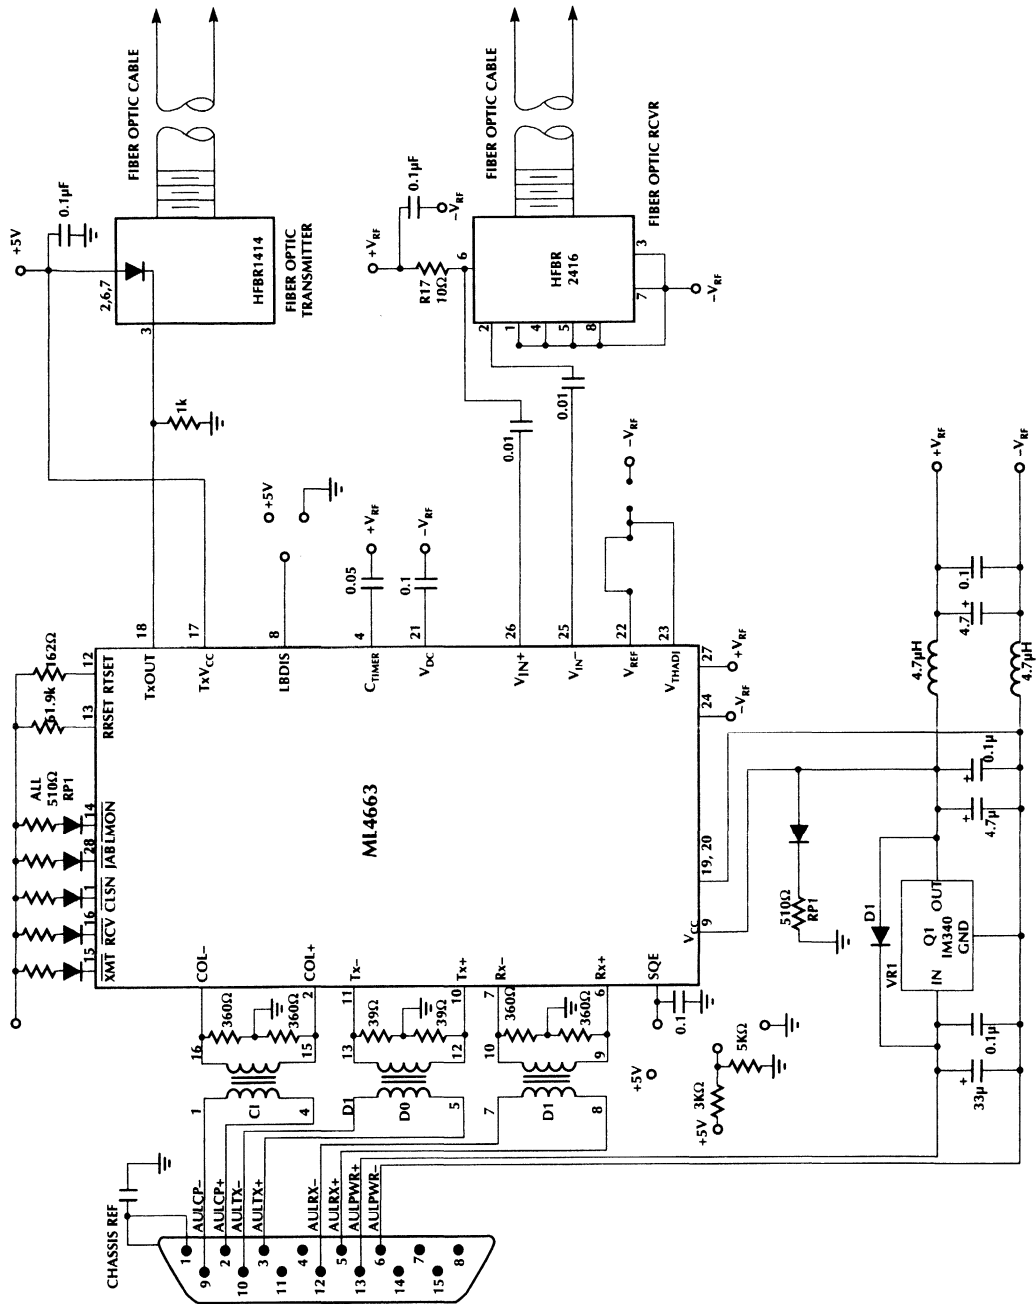 CHASSIS REF
1
9
2
10
3
11
4
12
5
13
6
14
7
15
8
AULCP–
AULCP+
AULTX–
AULTX+
AULRX–
AULRX+
AULPWR+
AULPWR–
1
CI
4
D1
D0
5
7
D1
8
16
15
13
12
10
9
360Ω
360Ω
39Ω
39Ω
360Ω
360Ω
2
11
10
7
6
COL–
COL+
Tx–
Tx+
Rx–
Rx+
SQE
0.1
+5V
+5V
3KΩ
5KΩ
ML4663
15
XMT
16
RCV
1
CLSN
28
JAB
14
LMON
13
RRSET
12
RTSET
ALL
510Ω
RP1
61.9k
162Ω
TxOUT
18
TxVCC
17
LBDIS
8
CTIMER
4
VDC
21
VIN+
26
VIN–
25
VREF
22
VTHADJ
23
27
+VRF
24
–VRF
19, 20
VCC
9
+5V
0.1µF
2,6,7
3
HFBR1414
FIBER OPTIC
TRANSMITTER
FIBER OPTIC CABLE
1k
+5V
0.05
+VRF
0.1
–VRF
0.01
0.01
–VRF
+VRF
0.1µF
–VRF
R17
10Ω
6
2
1
4
5
8
HFBR
2416
3
7
–VRF
FIBER OPTIC RCVR
FIBER OPTIC CABLE
510Ω
RP1
D1
VR1
Q1
IM340
IN
OUT
GND
33µ
+
0.1µ
4.7µ
+
0.1µ
+
4.7µH
4.7µH
4.7
+
0.1
+VRF
–VRF